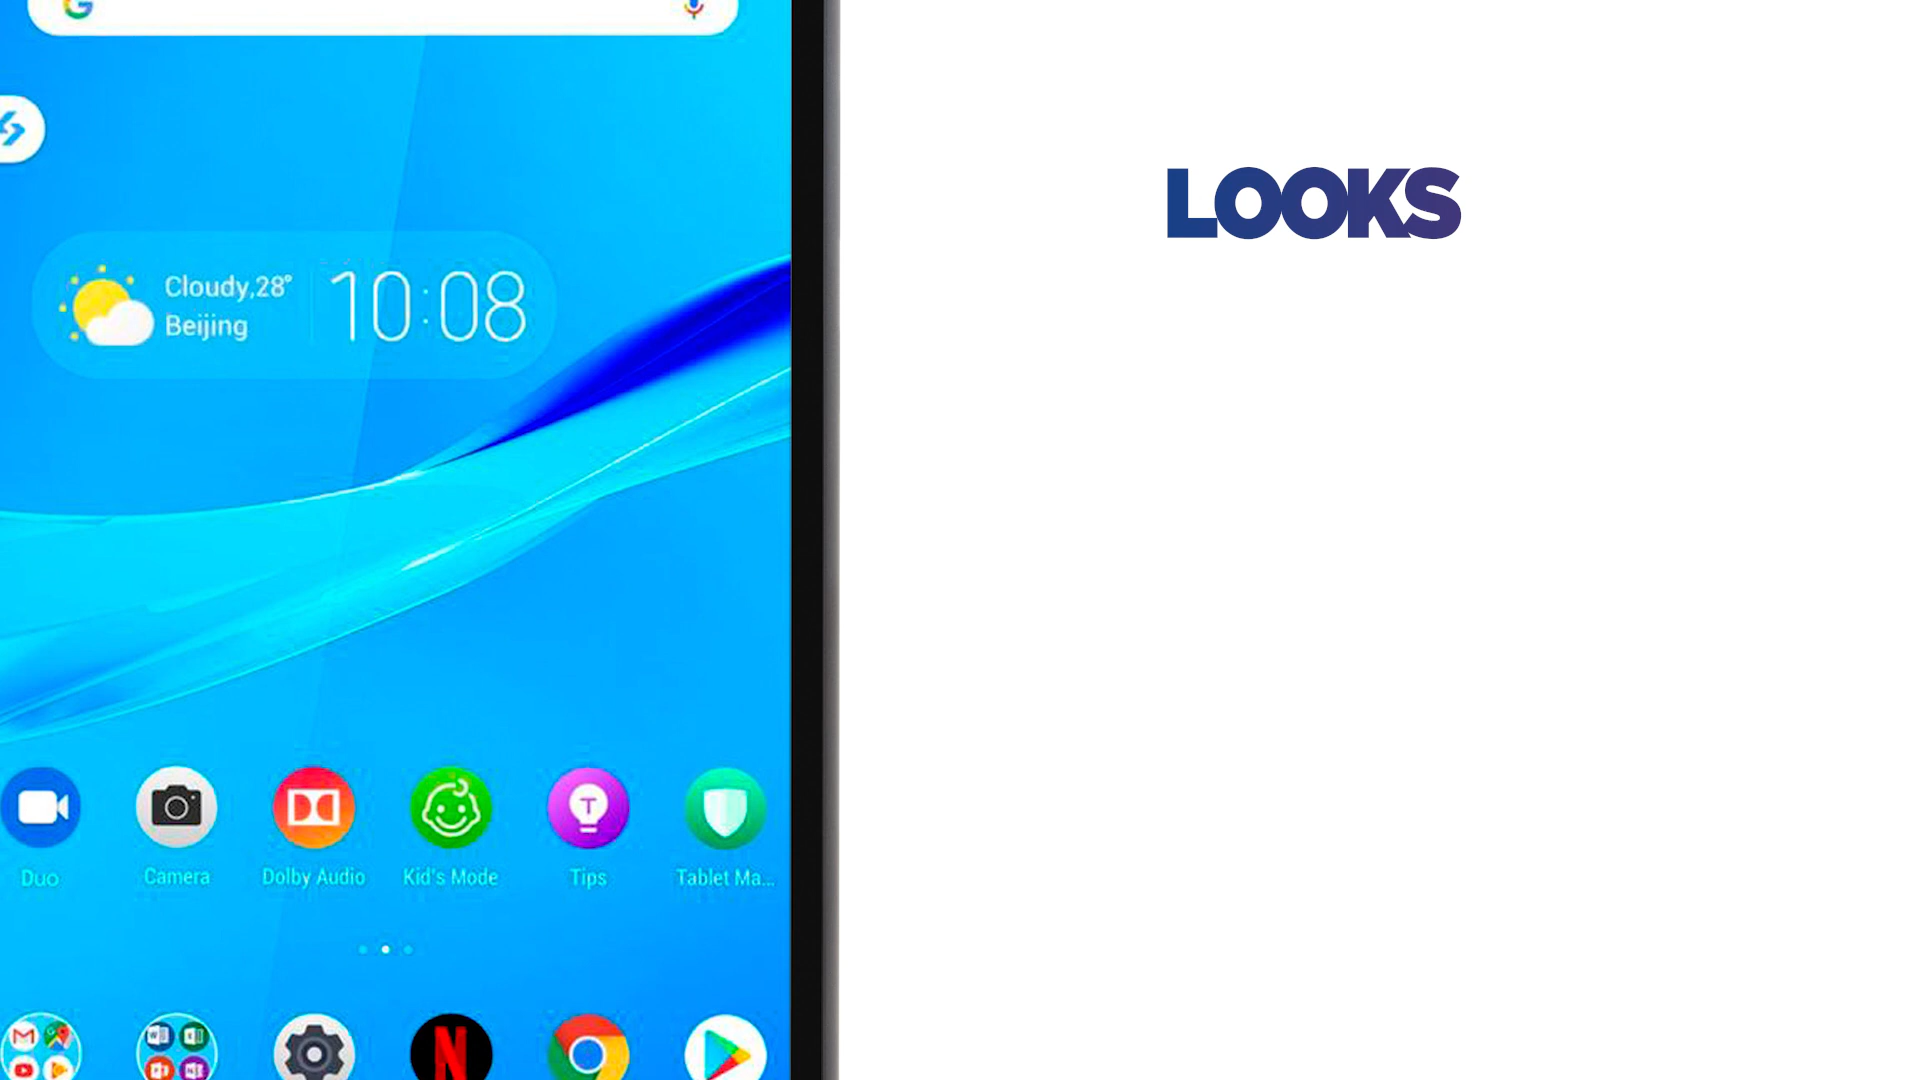 LOOKS
Cloudy,28°
Beijing
10:08
Duo
Camera
Dolby Audio
Kid's Mode
Tips
Tablet Ma...